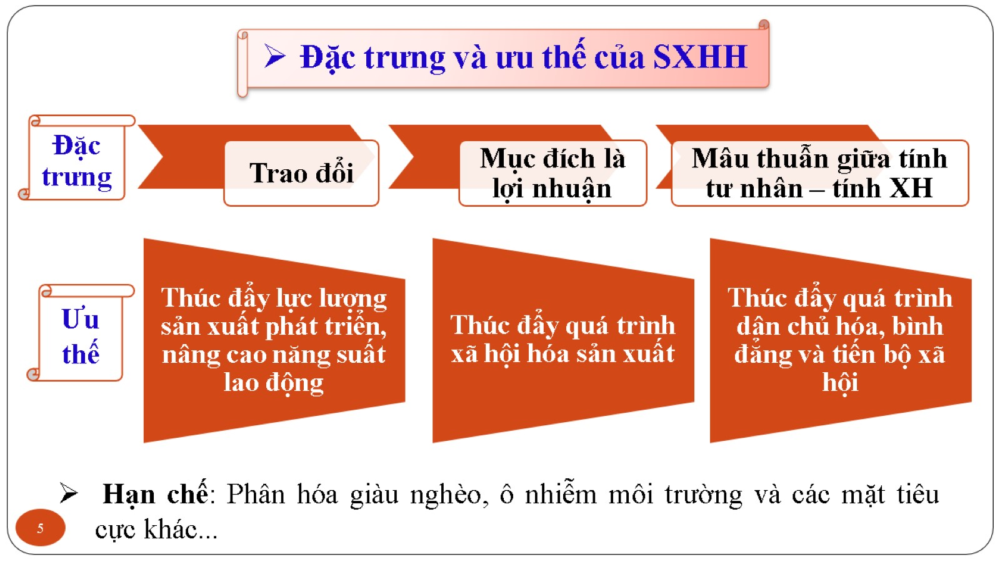 ➢ Đặc trưng và ưu thế của SXHH
Đặc
trưng
Trao đổi
Mục đích là
lợi nhuận
Mâu thuẫn giữa tính
tư nhân – tính XH
Ưu
thế
Thúc đẩy lực lượng
sản xuất phát triển,
nâng cao năng suất
lao động
Thúc đẩy quá trình
xã hội hóa sản xuất
Thúc đẩy quá trình
dân chủ hóa, bình
đẳng và tiến bộ xã
hội
➢ Hạn chế: Phân hóa giàu nghèo, ô nhiễm môi trường và các mặt tiêu
cực khác...
5